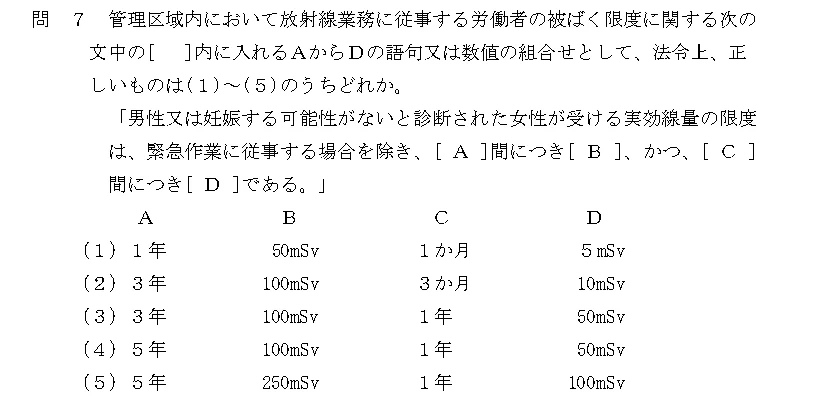 問　７　管理区域内において放射線業務に従事する労働者の被ばく限度に関する次の
文中の[　　]内に入れるＡからＤの語句又は数値の組合せとして、法令上、正
しいものは(１)～(５)のうちどれか。
「男性又は妊娠する可能性がないと診断された女性が受ける実効線量の限度
は、緊急作業に従事する場合を除き、[　Ａ　]間につき[　Ｂ　]、かつ、[　Ｃ　]
間につき[　Ｄ　]である。」
Ａ　Ｂ　Ｃ　Ｄ
(１) １年　50mSv　１か月　５mSv
(２) ３年　100mSv　３か月　10mSv
(３) ３年　100mSv　１年　50mSv
(４) ５年　100mSv　１年　50mSv
(５) ５年　250mSv　１年　100mSv